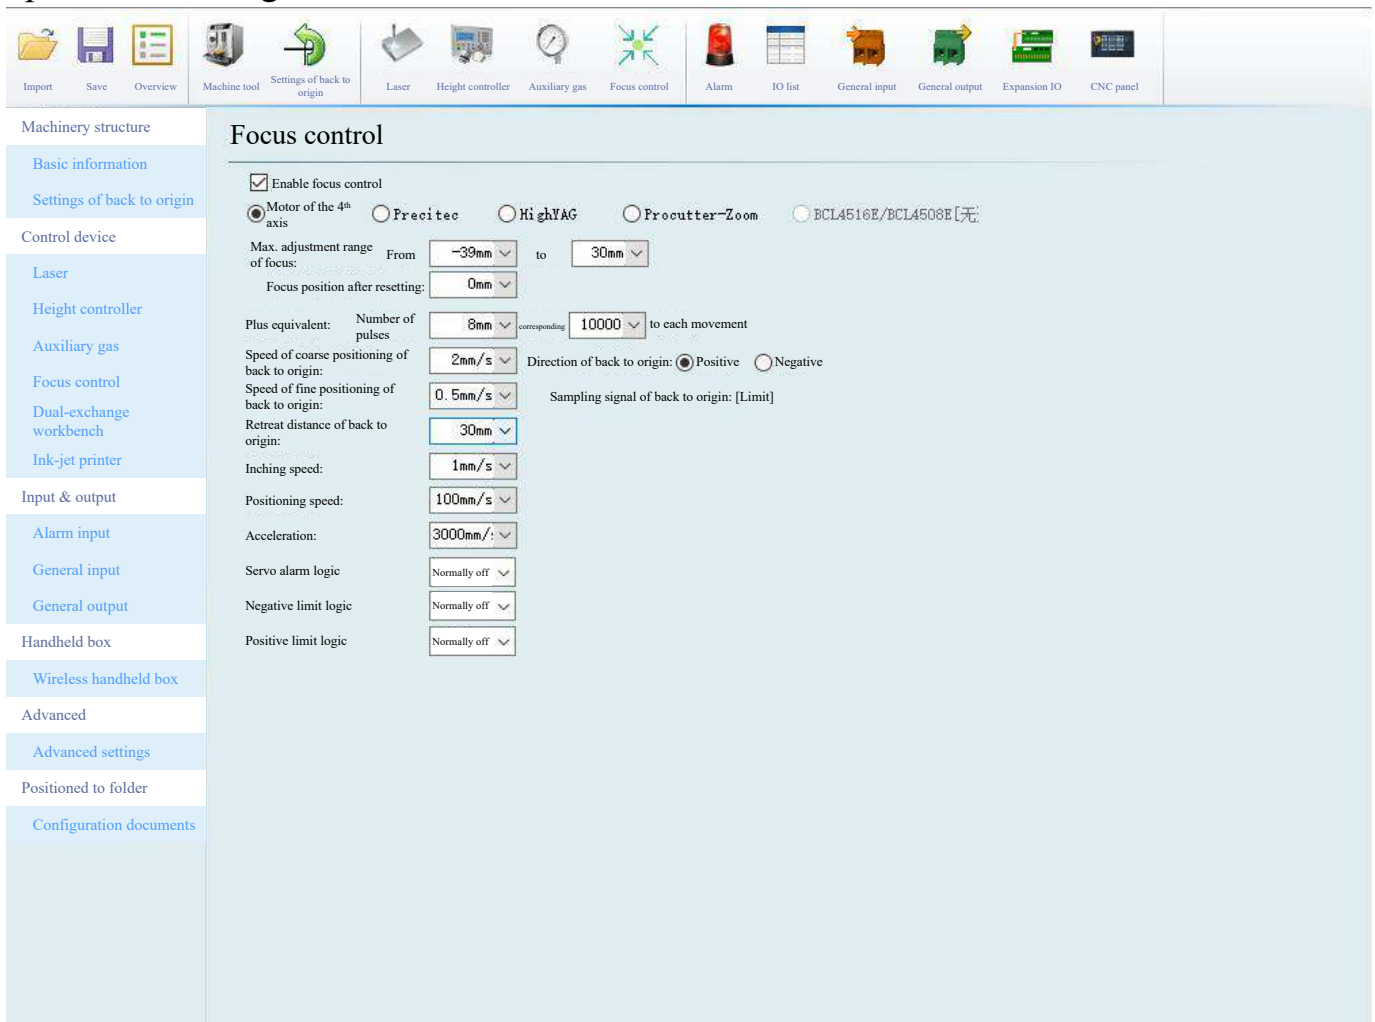 Import Save Overview Machine tool Settings of back to origin Laser Height controller Auxiliary gas Focus control Alarm IO list General input General output Expansion IO CNC panel
Machinery structure
Basic information
Settings of back to origin
Control device
Laser
Height controller
Auxiliary gas
Focus control
Dual-exchange
workbench
Ink-jet printer
Input & output
Alarm input
General input
General output
Handheld box
Wireless handheld box
Advanced
Advanced settings
Positioned to folder
Configuration documents
Focus control
Enable focus control
Motor of the 4th axis Precitec HighYAG Procutter-Zoom BCL4516E/BCL4508E[无
Max. adjustment range of focus: From -39mm to 30mm
Focus position after resetting: 0mm
Plus equivalent: Number of pulses 8mm corresponding 10000 to each movement
Speed of coarse positioning of back to origin: 2mm/s Direction of back to origin: Positive Negative
Speed of fine positioning of back to origin: 0.5mm/s Sampling signal of back to origin: [Limit]
Retreat distance of back to origin: 30mm
Inching speed: 1mm/s
Positioning speed: 100mm/s
Acceleration: 3000mm/
Servo alarm logic Normally off
Negative limit logic Normally off
Positive limit logic Normally off